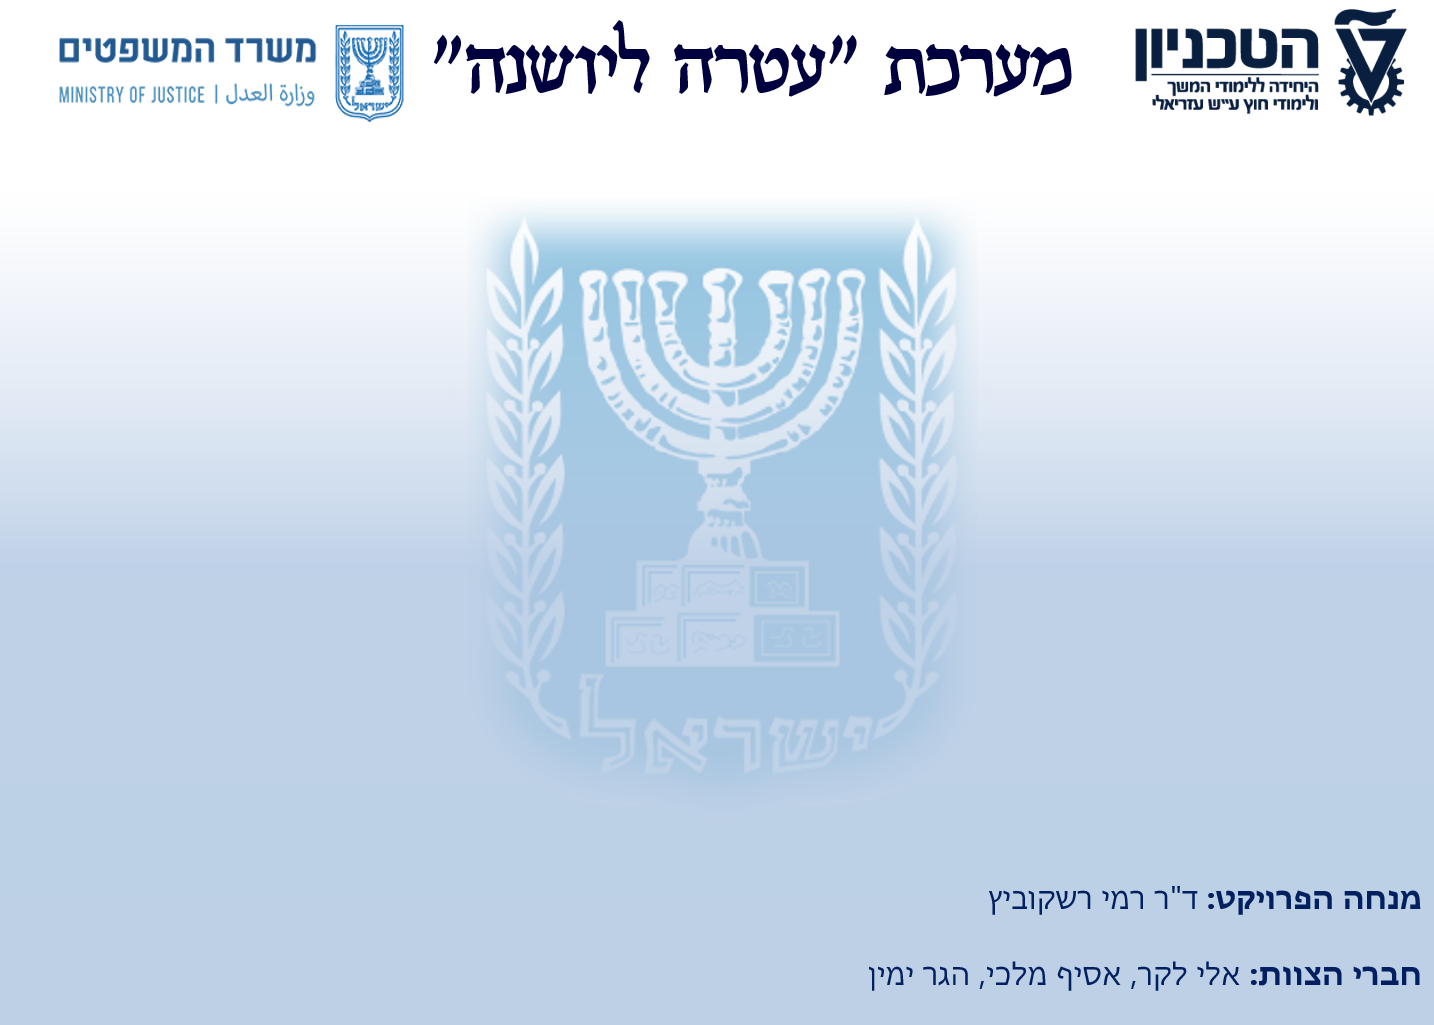 הטכניון
היחידה ללימודי המשך
ולימודי חוץ ע״ש עזריאלי
מערכת "עטרה ליושנה"
משרד המשפטים
MINISTRY OF JUSTICE | وزارة العدل
ישראל
ישראל
מנחה הפרויקט: ד"ר רמי רשקוביץ
חברי הצוות: אלי לקר, אסיף מלכי, הגר ימין